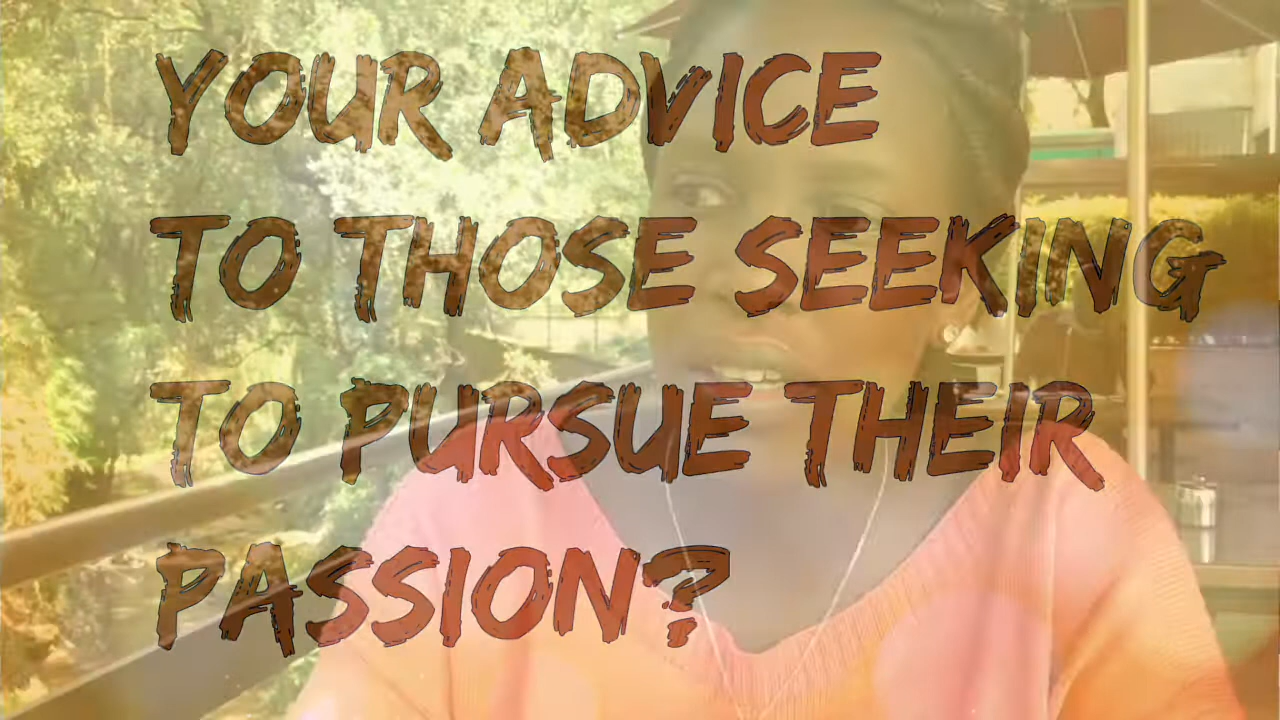 YOUR ADVICE
TO THOSE SEEKING
TO PURSUE THEIR
PASSION?